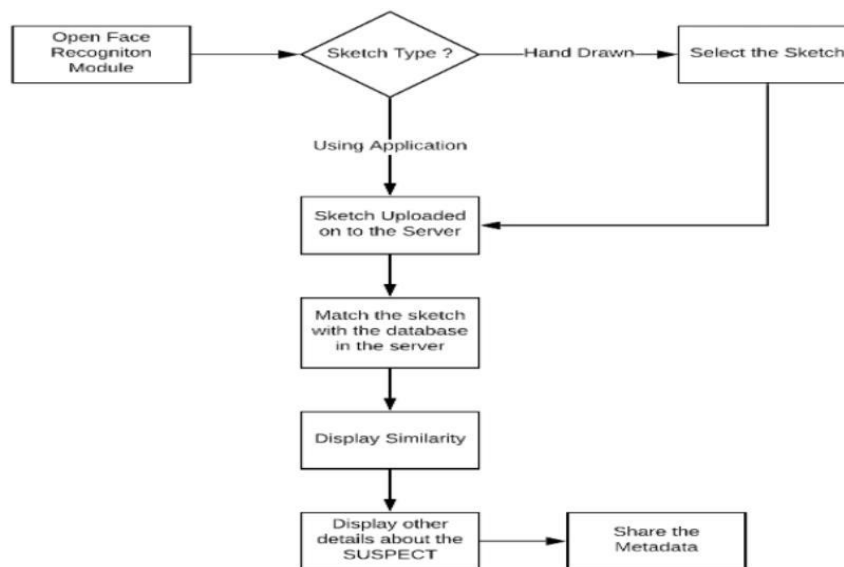 Open Face
Recogniton
Module
Sketch Type ?
Hand Drawn
Select the Sketch
Using Application
Sketch Uploaded
on to the Server
Match the sketch
with the database
in the server
Display Similarity
Display other
details about the
SUSPECT
Share the
Metadata